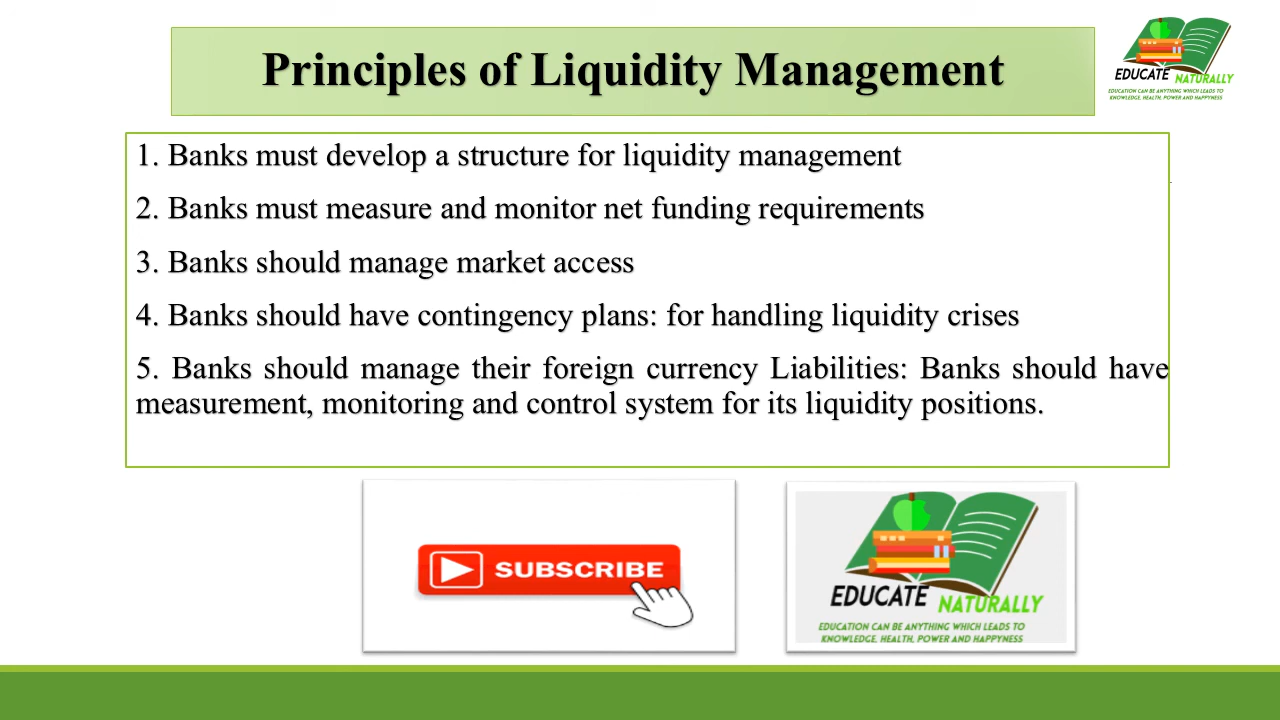 Principles of Liquidity Management
EDUCATE NATURALLY
EDUCATION CAN BE ANYTHING WHICH LEADS TO
KNOWLEDGE, HEALTH, POWER AND HAPPYNESS
1. Banks must develop a structure for liquidity management
2. Banks must measure and monitor net funding requirements
3. Banks should manage market access
4. Banks should have contingency plans: for handling liquidity crises
5. Banks should manage their foreign currency Liabilities: Banks should have
measurement, monitoring and control system for its liquidity positions.
SUBSCRIBE
EDUCATE NATURALLY
EDUCATION CAN BE ANYTHING WHICH LEADS TO
KNOWLEDGE, HEALTH, POWER AND HAPPYNESS